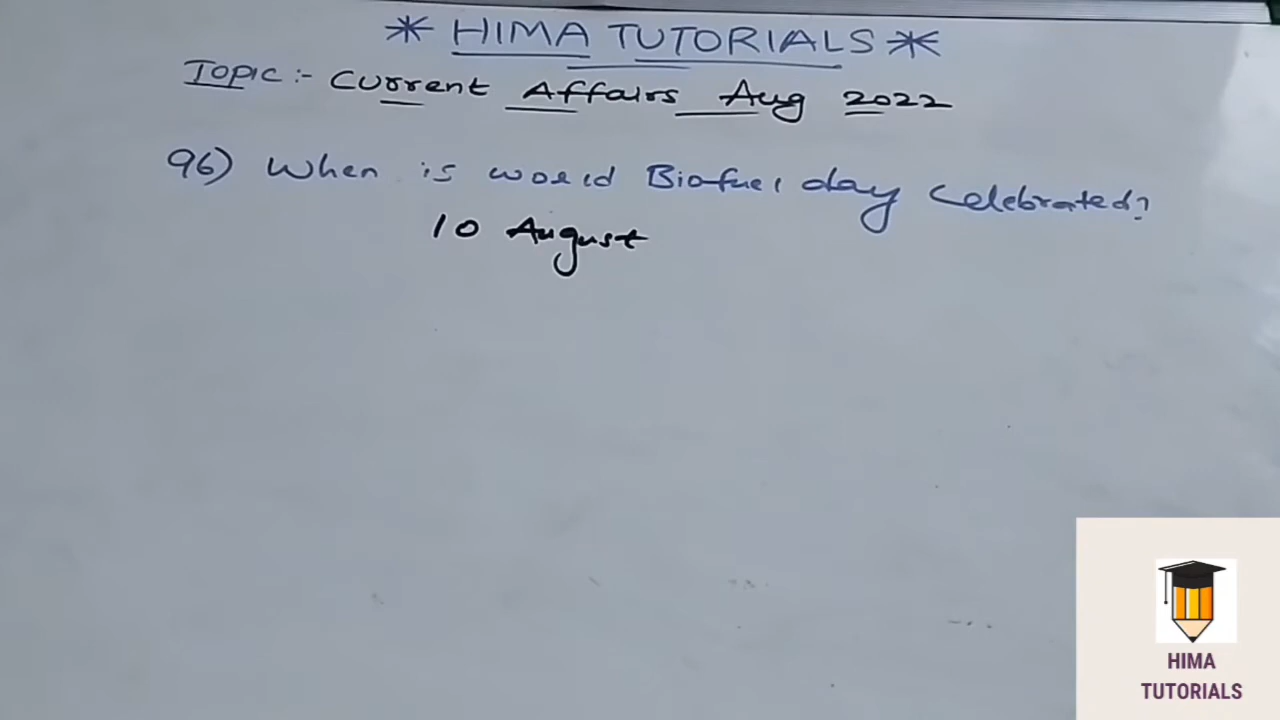 * HIMA TUTORIALS *
Topic:- Current Affairs Aug 2022
96) When is world Biofuel day Celebrated?
10 August
HIMA
TUTORIALS